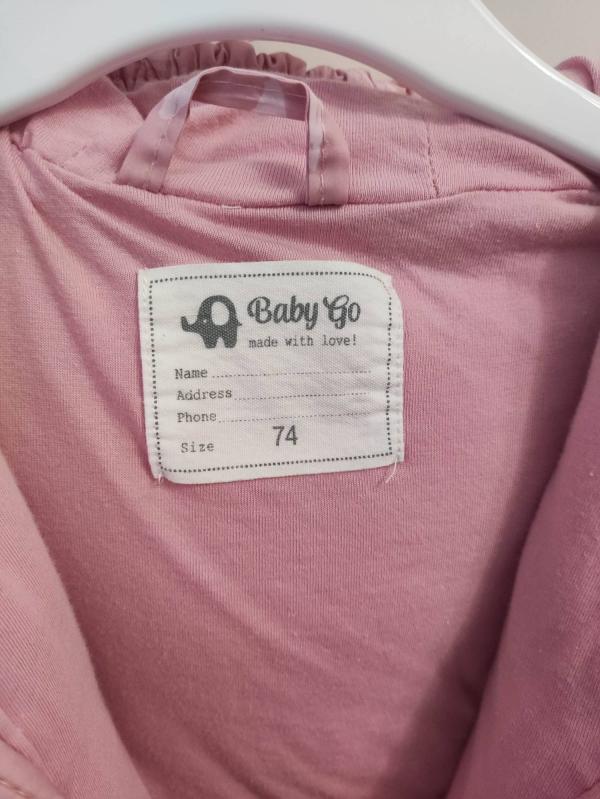 Baby Go
made with love!
Name
Address
Phone
Size 74